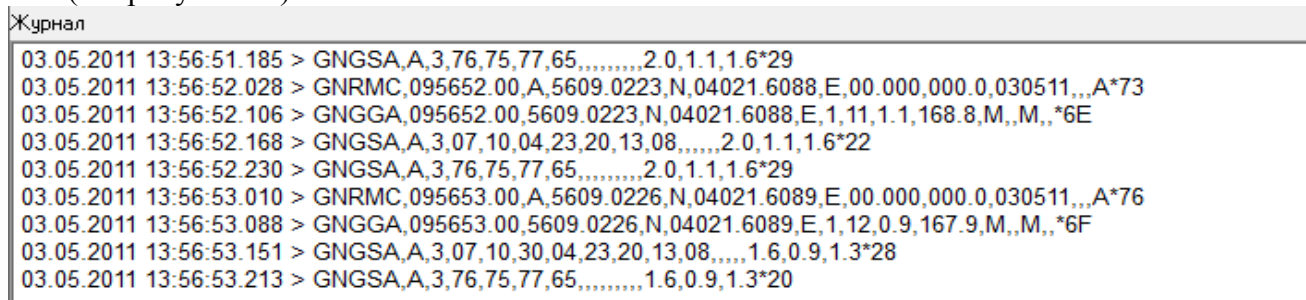 Журнал
03.05.2011 13:56:51.185 > GNGSA,A,3,76,75,77,65,,,,,,,,,2.0,1.1,1.6*29
03.05.2011 13:56:52.028 > GNRMC,095652.00,A,5609.0223,N,04021.6088,E,00.000,000.0,030511,,,A*73
03.05.2011 13:56:52.106 > GNGGA,095652.00,5609.0223,N,04021.6088,E,1,11,1.1,168.8,M,,M,,*6E
03.05.2011 13:56:52.168 > GNGSA,A,3,07,10,04,23,20,13,08,,,,,,2.0,1.1,1.6*22
03.05.2011 13:56:52.230 > GNGSA,A,3,76,75,77,65,,,,,,,,,2.0,1.1,1.6*29
03.05.2011 13:56:53.010 > GNRMC,095653.00,A,5609.0226,N,04021.6089,E,00.000,000.0,030511,,,A*76
03.05.2011 13:56:53.088 > GNGGA,095653.00,5609.0226,N,04021.6089,E,1,12,0.9,167.9,M,,M,,*6F
03.05.2011 13:56:53.151 > GNGSA,A,3,07,10,30,04,23,20,13,08,,,,,1.6,0.9,1.3*28
03.05.2011 13:56:53.213 > GNGSA,A,3,76,75,77,65,,,,,,,,,1.6,0.9,1.3*20